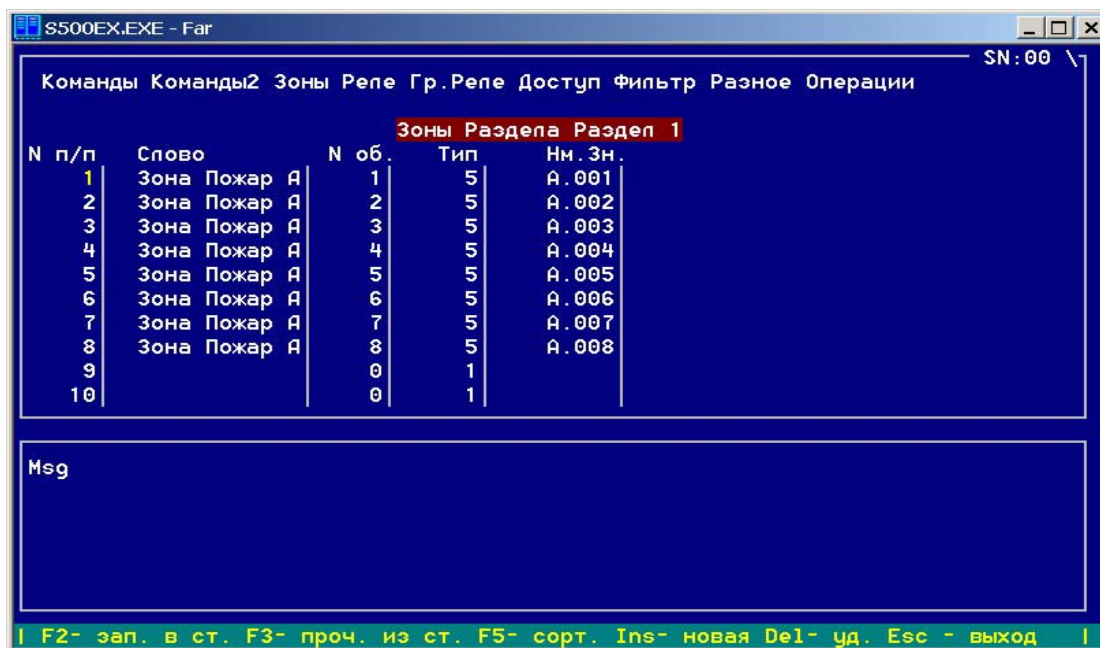 S500EX.EXE - Far
SN:00 \
Команды Команды2 Зоны Реле Гр.Реле Доступ Фильтр Разное Операции
Зоны Раздела Раздел 1
N п/п Слово N об. Тип Нм.Зн.
1 Зона Пожар А 1 5 А.001
2 Зона Пожар А 2 5 А.002
3 Зона Пожар А 3 5 А.003
4 Зона Пожар А 4 5 А.004
5 Зона Пожар А 5 5 А.005
6 Зона Пожар А 6 5 А.006
7 Зона Пожар А 7 5 А.007
8 Зона Пожар А 8 5 А.008
9 0 1
10 0 1
Msg
| F2- зап. в ст. F3- проч. из ст. F5- сорт. Ins- новая Del- уд. Esc - выход |